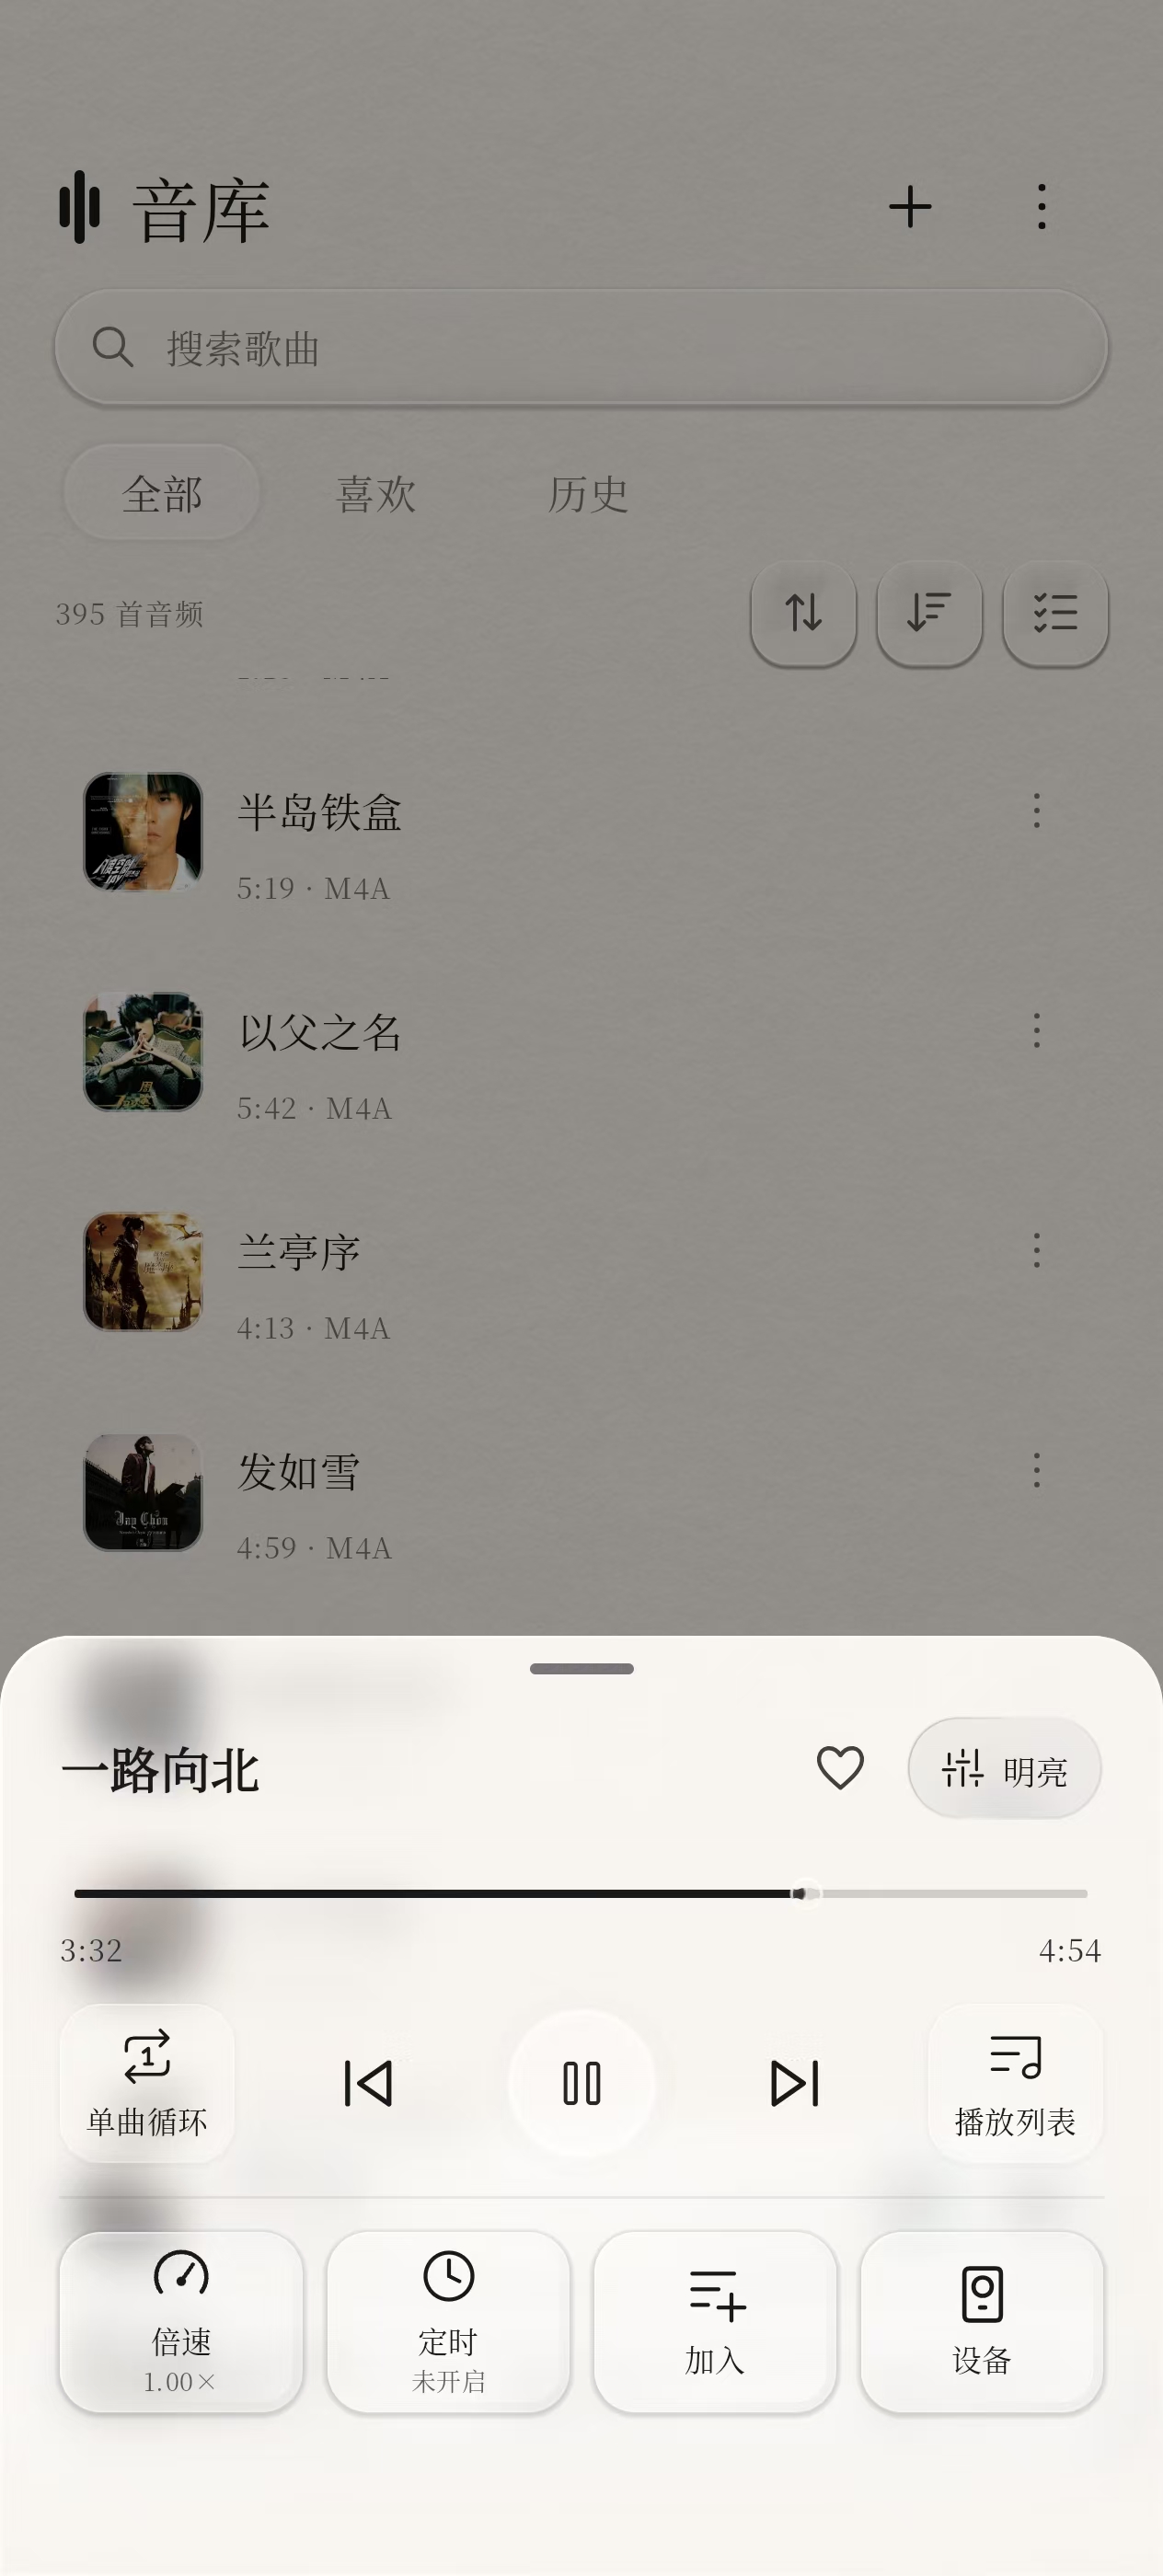 音库
搜索歌曲
全部 喜欢 历史
395 首音频
半岛铁盒
5:19 · M4A
以父之名
5:42 · M4A
兰亭序
4:13 · M4A
发如雪
4:59 · M4A
一路向北
明亮
3:32 4:54
1
单曲循环 播放列表
倍速 定时 加入 设备
1.00× 未开启